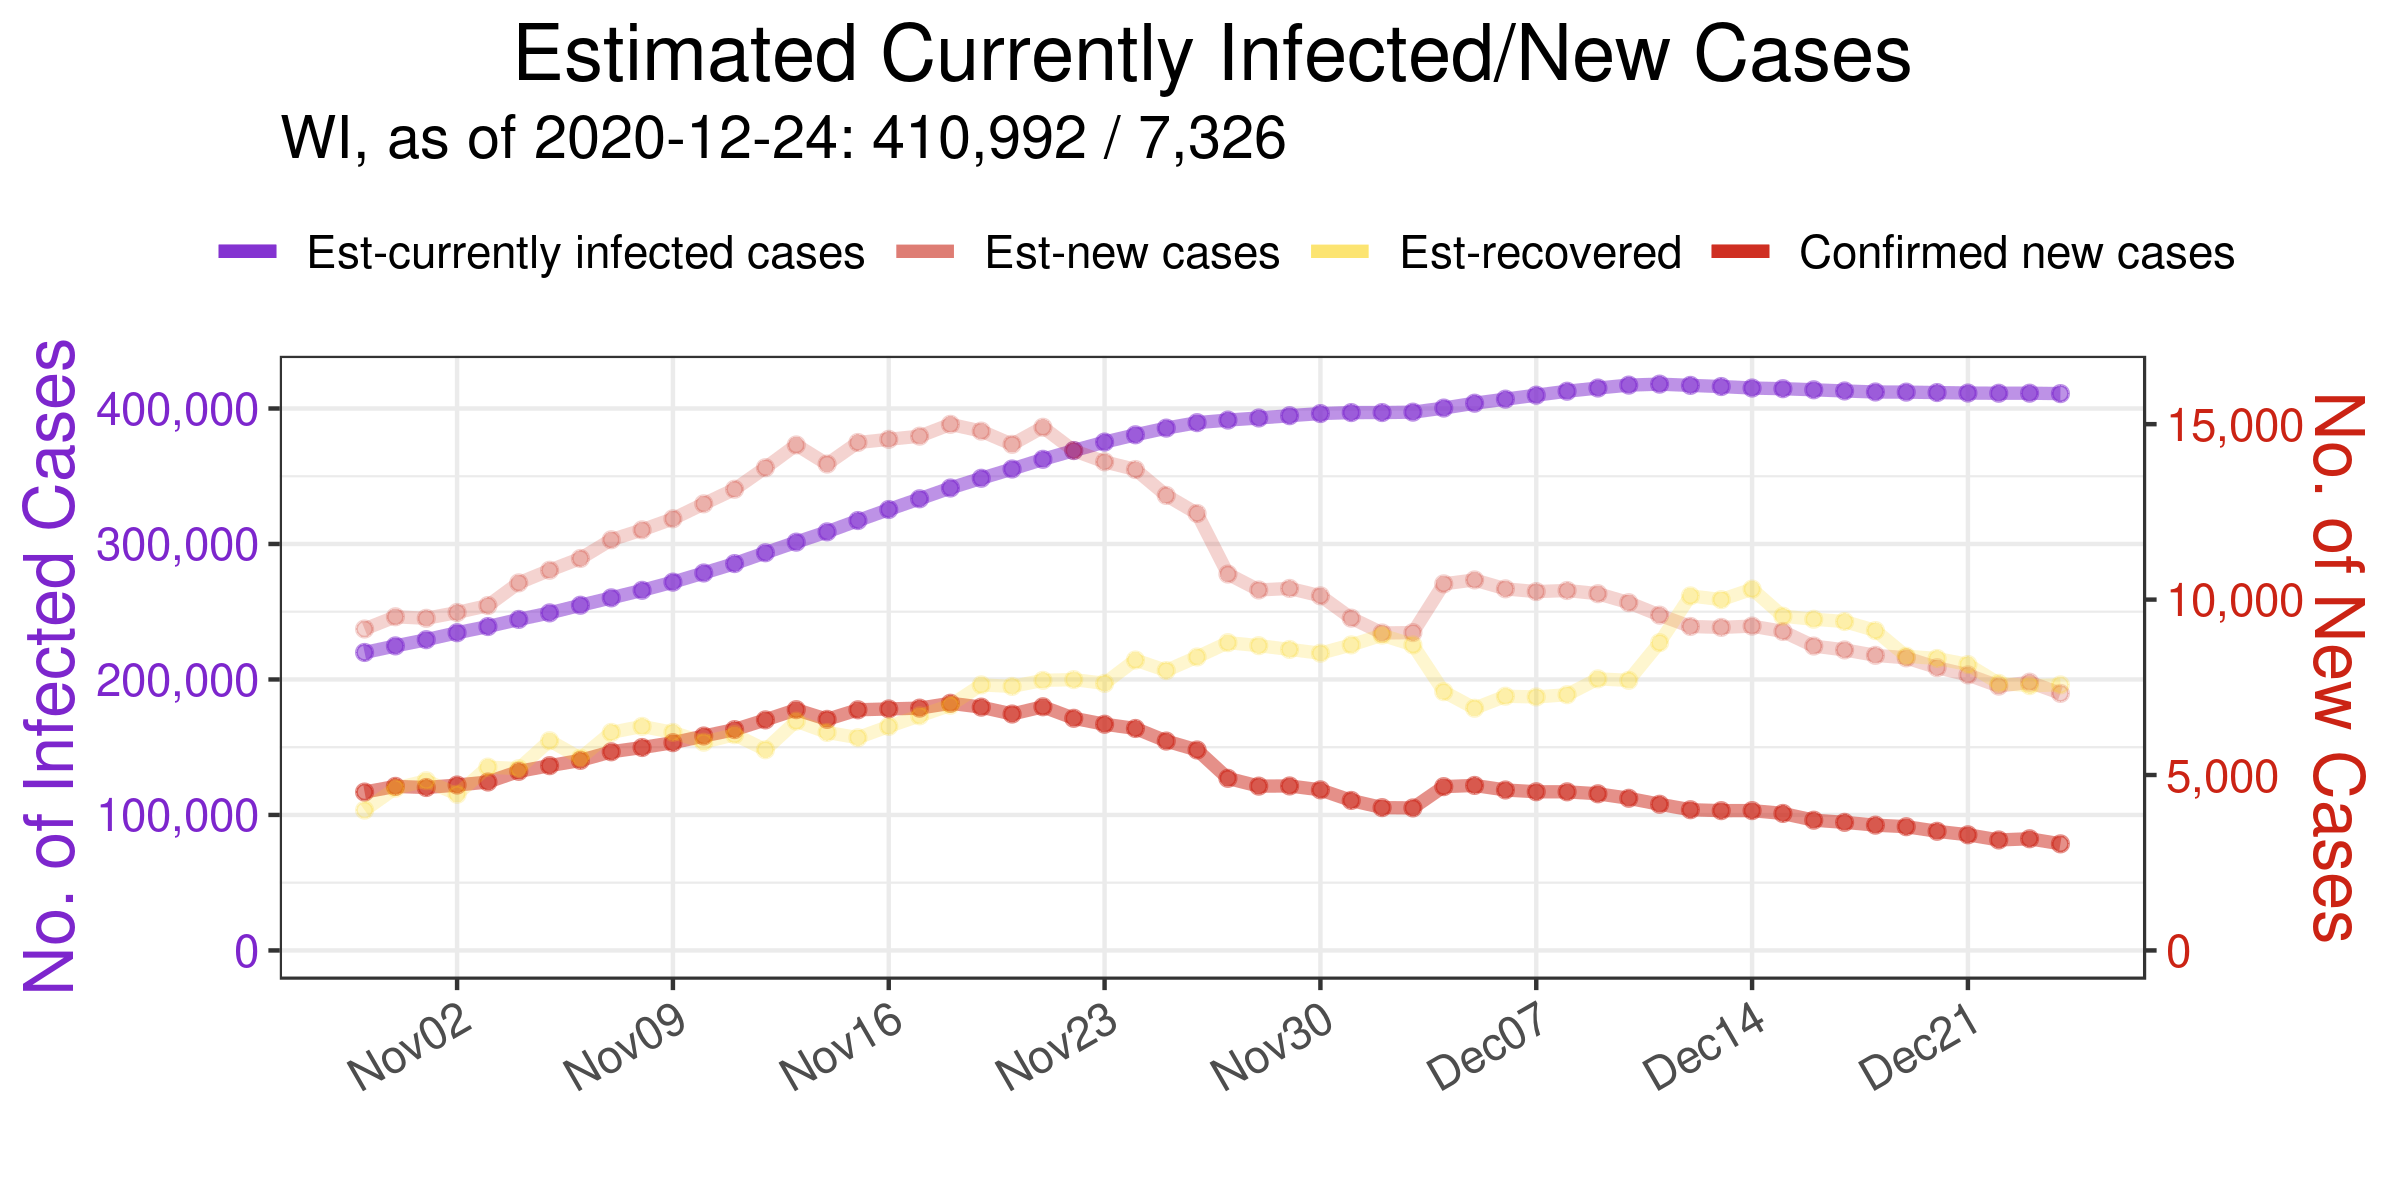 Estimated Currently Infected/New Cases
WI, as of 2020-12-24: 410,992 / 7,326
Est-currently infected cases Est-new cases Est-recovered Confirmed new cases
No. of Infected Cases
400,000
300,000
200,000
100,000
0
15,000
10,000
5,000
0
No. of New Cases
Nov02 Nov09 Nov16 Nov23 Nov30 Dec07 Dec14 Dec21